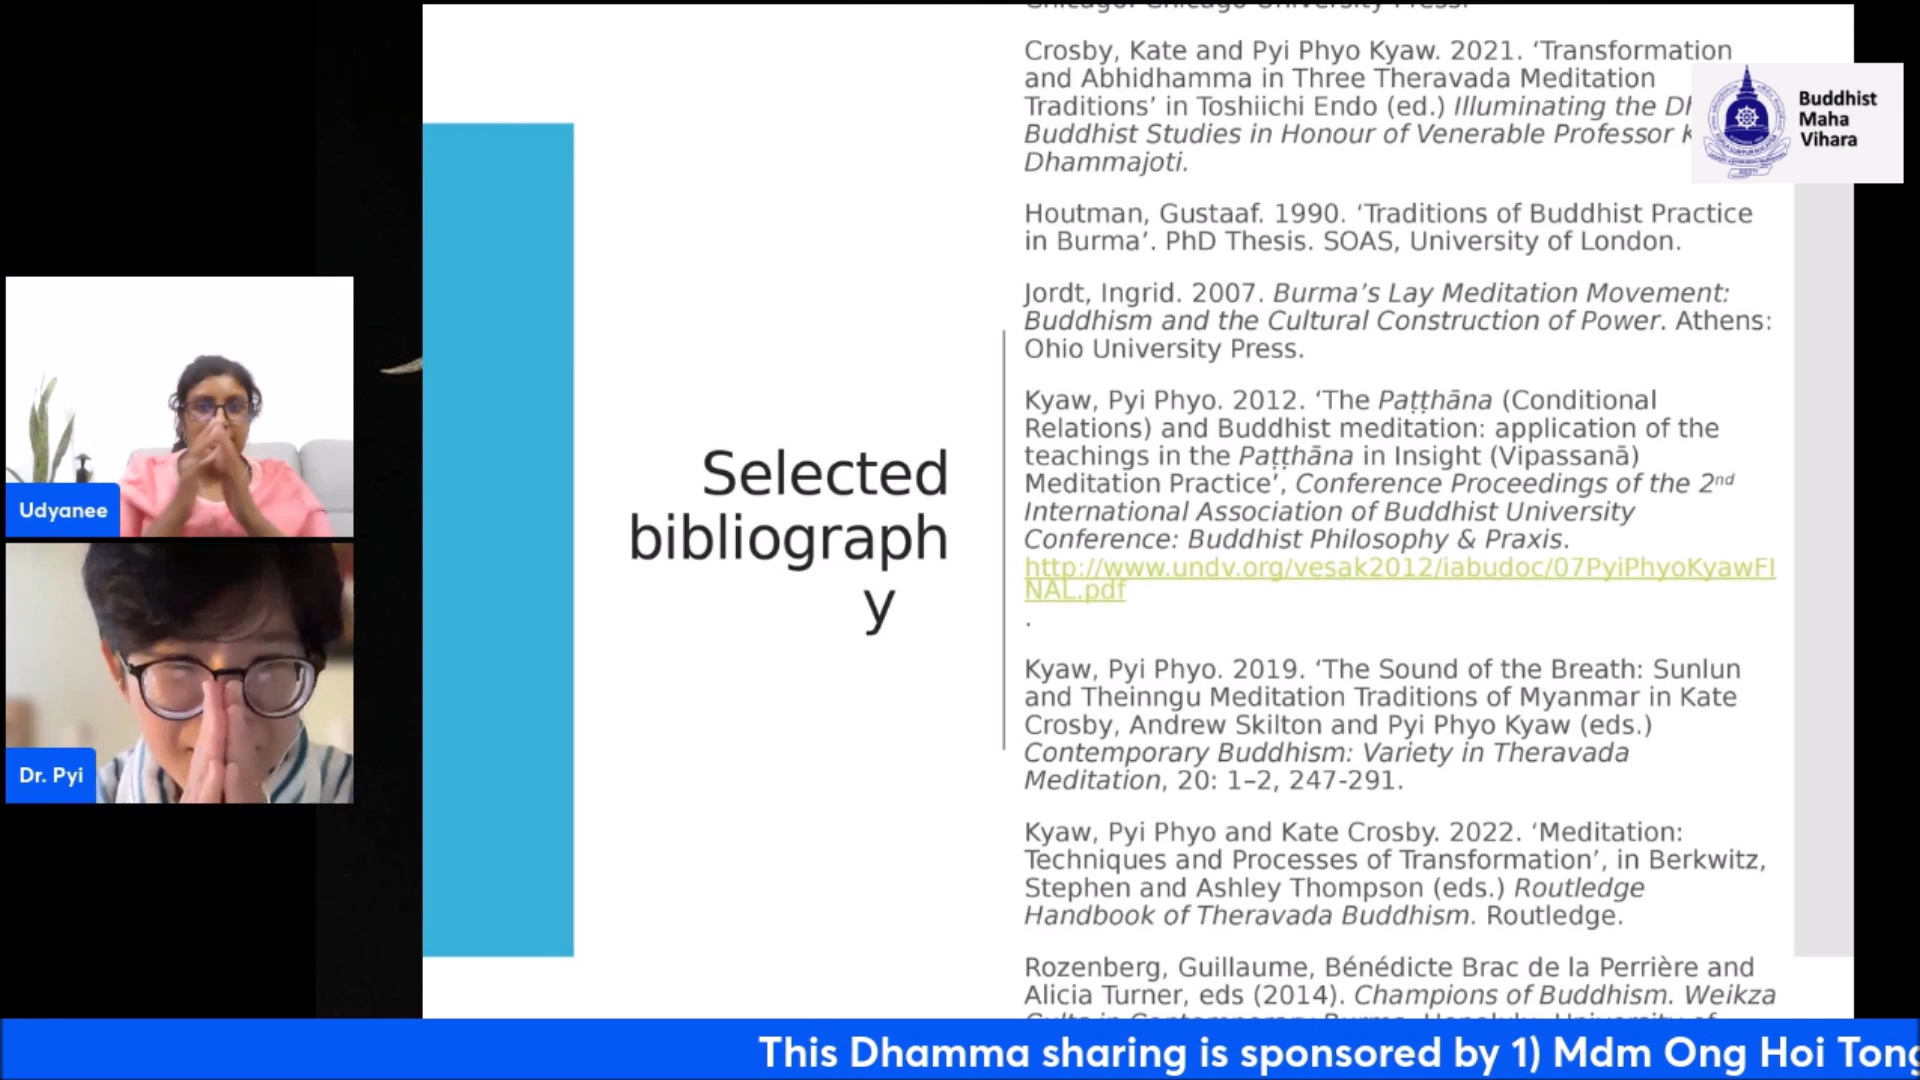 Chicago: Chicago University Press.
Crosby, Kate and Pyi Phyo Kyaw. 2021. ‘Transformation
and Abhidhamma in Three Theravada Meditation
Traditions’ in Toshiichi Endo (ed.) Illuminating the
Buddhist Studies in Honour of Venerable Professor
Dhammajoti.
Houtman, Gustaaf. 1990. ‘Traditions of Buddhist Practice
in Burma’. PhD Thesis. SOAS, University of London.
Jordt, Ingrid. 2007. Burma’s Lay Meditation Movement:
Buddhism and the Cultural Construction of Power. Athens:
Ohio University Press.
Kyaw, Pyi Phyo. 2012. ‘The Paṭṭhāna (Conditional
Relations) and Buddhist meditation: application of the
teachings in the Paṭṭhāna in Insight (Vipassanā)
Meditation Practice’, Conference Proceedings of the 2nd
International Association of Buddhist University
Conference: Buddhist Philosophy & Praxis.
http://www.undv.org/vesak2012/iabudoc/07PyiPhyoKyawFI
NAL.pdf
.
Kyaw, Pyi Phyo. 2019. ‘The Sound of the Breath: Sunlun
and Theinngu Meditation Traditions of Myanmar in Kate
Crosby, Andrew Skilton and Pyi Phyo Kyaw (eds.)
Contemporary Buddhism: Variety in Theravada
Meditation, 20: 1–2, 247-291.
Kyaw, Pyi Phyo and Kate Crosby. 2022. ‘Meditation:
Techniques and Processes of Transformation’, in Berkwitz,
Stephen and Ashley Thompson (eds.) Routledge
Handbook of Theravada Buddhism. Routledge.
Rozenberg, Guillaume, Bénédicte Brac de la Perrière and
Alicia Turner, eds (2014). Champions of Buddhism. Weikza
Selected
bibliograph
y
Buddhist
Maha
Vihara
Udyanee
Dr. Pyi
This Dhamma sharing is sponsored by 1) Mdm Ong Hoi Tong